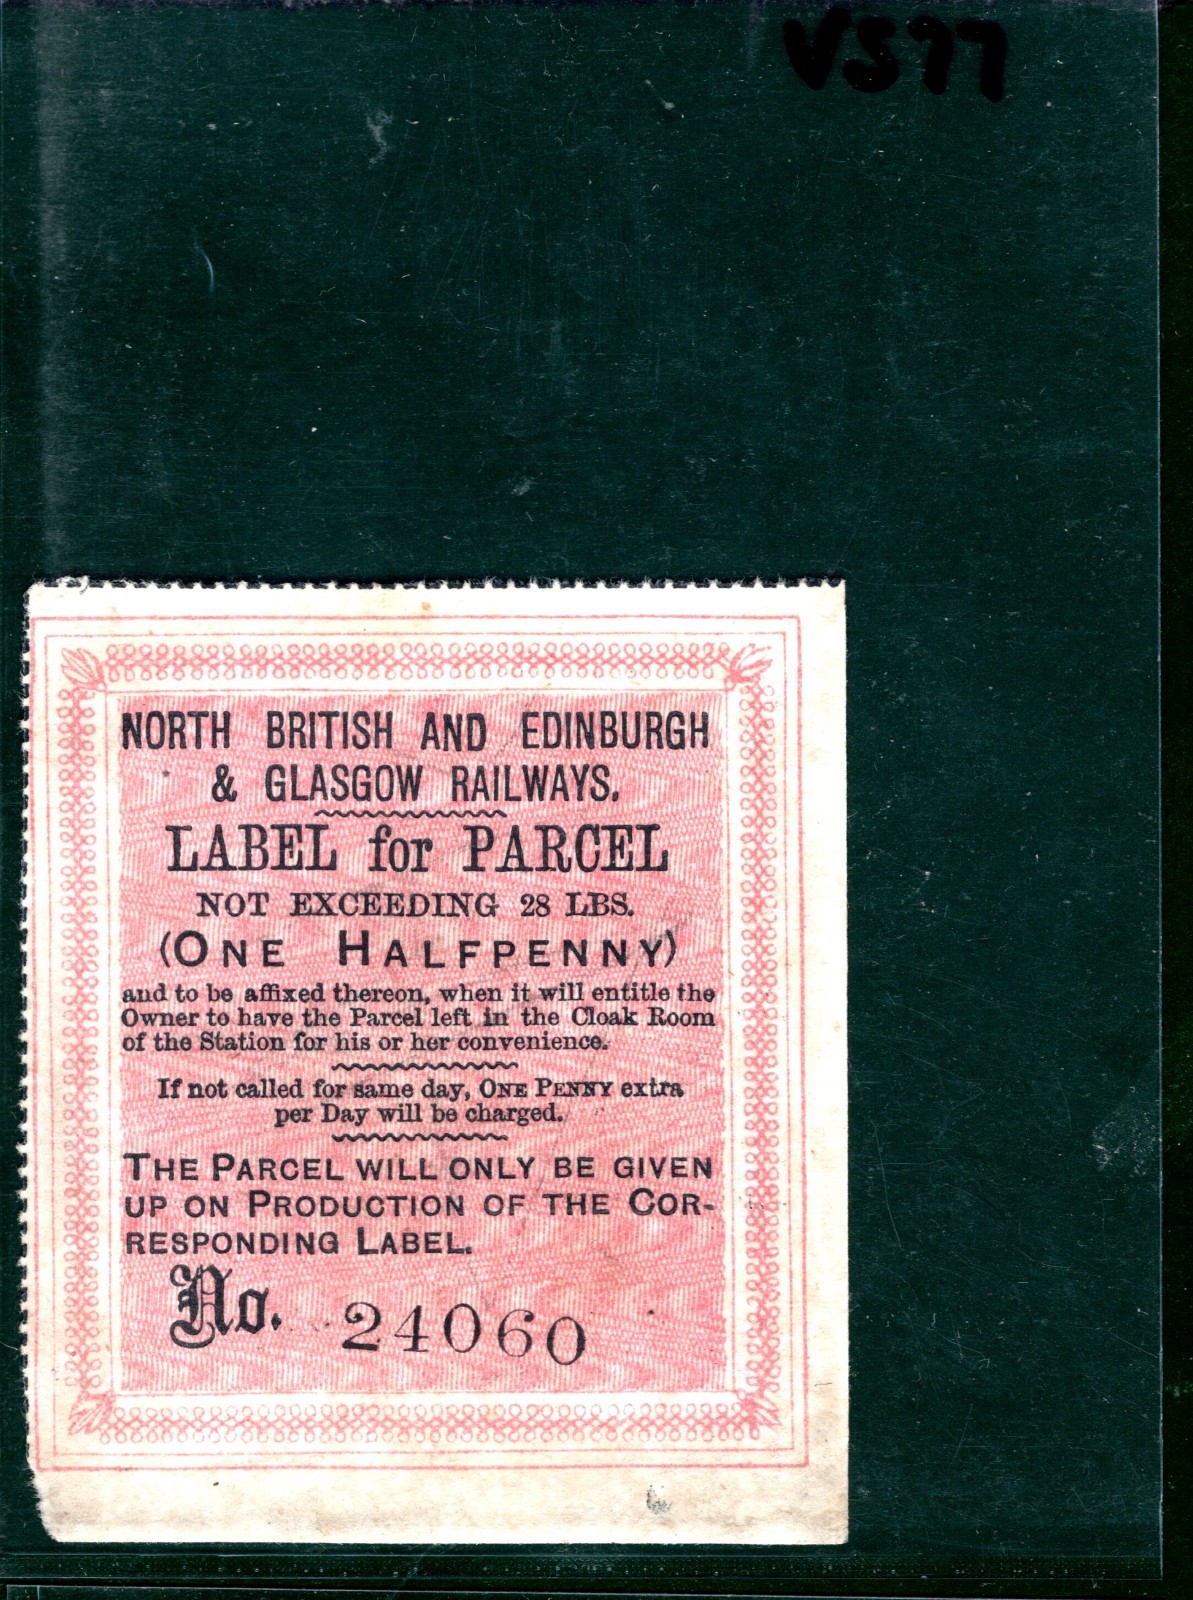 VS77
NORTH BRITISH AND EDINBURGH
& GLASGOW RAILWAYS.
LABEL for PARCEL
NOT EXCEEDING 28 LBS.
(ONE HALFPENNY)
and to be affixed thereon, when it will entitle the
Owner to have the Parcel left in the Cloak Room
of the Station for his or her convenience.
If not called for same day, ONE PENNY extra
per Day will be charged.
THE PARCEL WILL ONLY BE GIVEN
UP ON PRODUCTION OF THE COR-
RESPONDING LABEL.
No. 24060